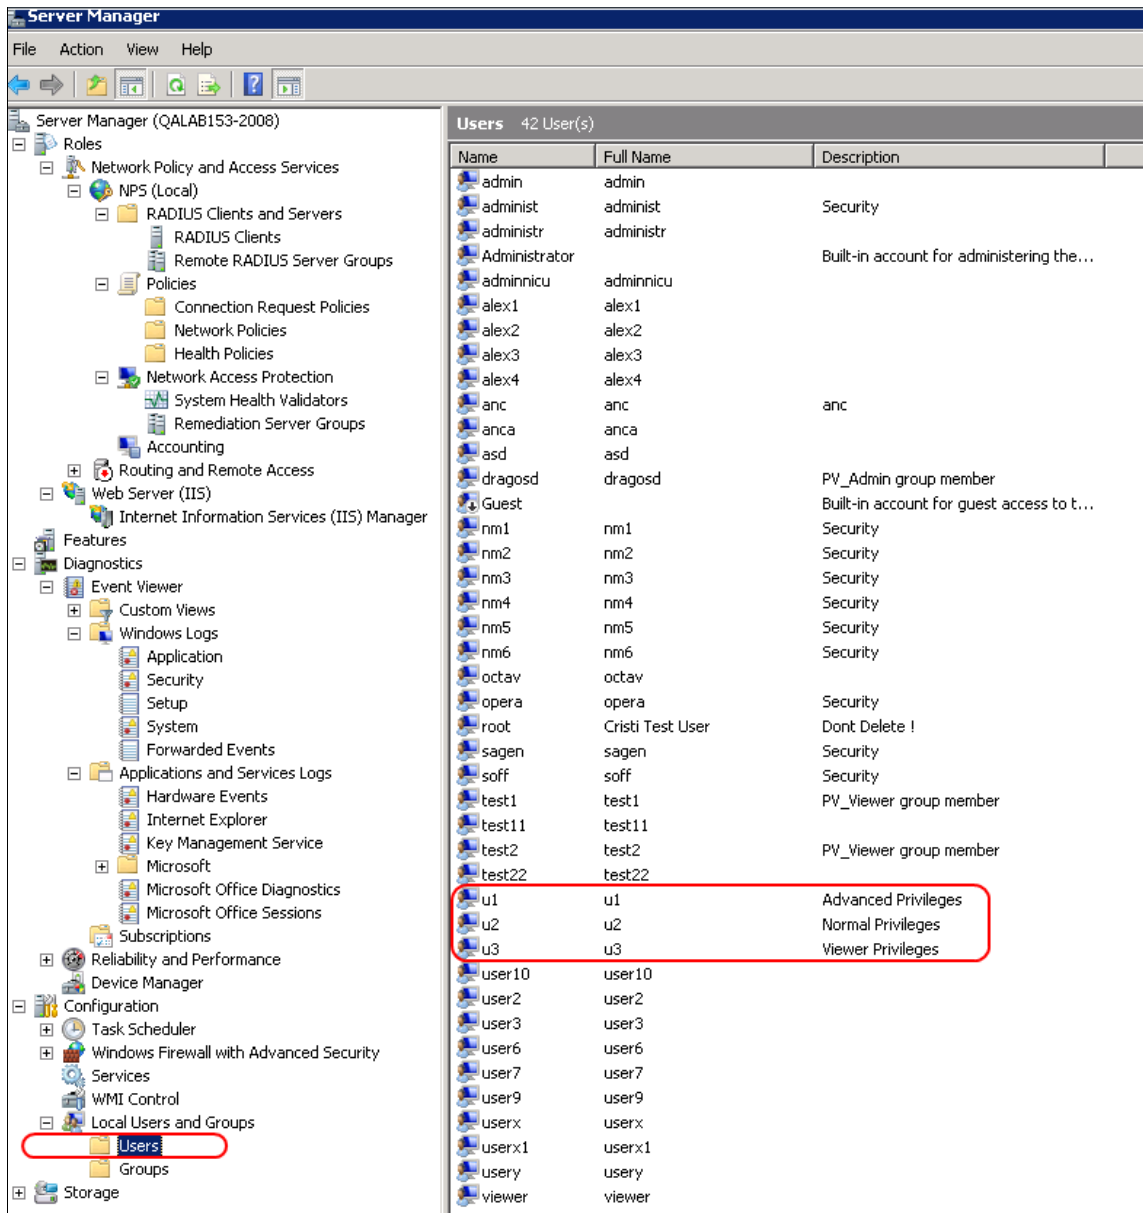 Server Manager
File Action View Help
Server Manager (QALAB153-2008)
Roles
Network Policy and Access Services
NPS (Local)
RADIUS Clients and Servers
RADIUS Clients
Remote RADIUS Server Groups
Policies
Connection Request Policies
Network Policies
Health Policies
Network Access Protection
System Health Validators
Remediation Server Groups
Accounting
Routing and Remote Access
Web Server (IIS)
Internet Information Services (IIS) Manager
Features
Diagnostics
Event Viewer
Custom Views
Windows Logs
Application
Security
Setup
System
Forwarded Events
Applications and Services Logs
Hardware Events
Internet Explorer
Key Management Service
Microsoft
Microsoft Office Diagnostics
Microsoft Office Sessions
Subscriptions
Reliability and Performance
Device Manager
Configuration
Task Scheduler
Windows Firewall with Advanced Security
Services
WMI Control
Local Users and Groups
Users
Groups
Storage
Users 42 User(s)
Name Full Name Description
admin admin
administ administ Security
administr administr
Administrator Built-in account for administering the...
adminnicu adminnicu
alex1 alex1
alex2 alex2
alex3 alex3
alex4 alex4
anc anc anc
anca anca
asd asd
dragosd dragosd PV_Admin group member
Guest Built-in account for guest access to t...
nm1 nm1 Security
nm2 nm2 Security
nm3 nm3 Security
nm4 nm4 Security
nm5 nm5 Security
nm6 nm6 Security
octav octav
opera opera Security
root Cristi Test User Dont Delete !
sagen sagen Security
soff soff Security
test1 test1 PV_Viewer group member
test11 test11
test2 test2 PV_Viewer group member
test22 test22
u1 u1 Advanced Privileges
u2 u2 Normal Privileges
u3 u3 Viewer Privileges
user10 user10
user2 user2
user3 user3
user6 user6
user7 user7
user9 user9
userx userx
userx1 userx1
usery usery
viewer viewer